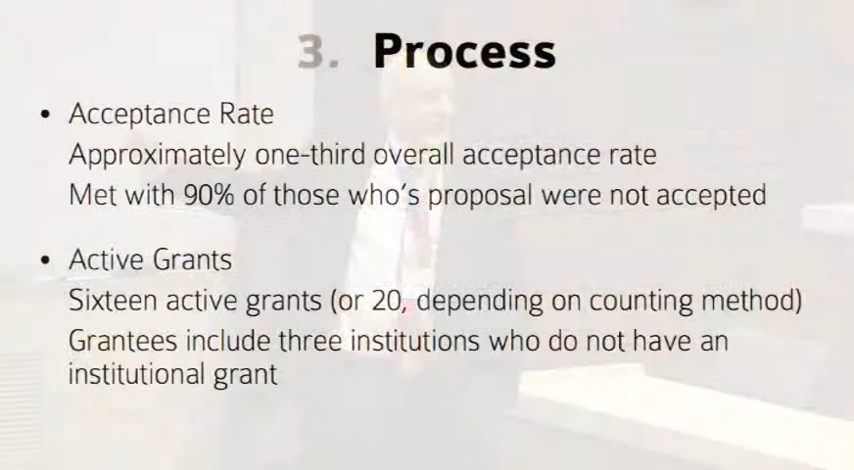 3. Process
• Acceptance Rate
Approximately one-third overall acceptance rate
Met with 90% of those who's proposal were not accepted
• Active Grants
Sixteen active grants (or 20, depending on counting method)
Grantees include three institutions who do not have an
institutional grant